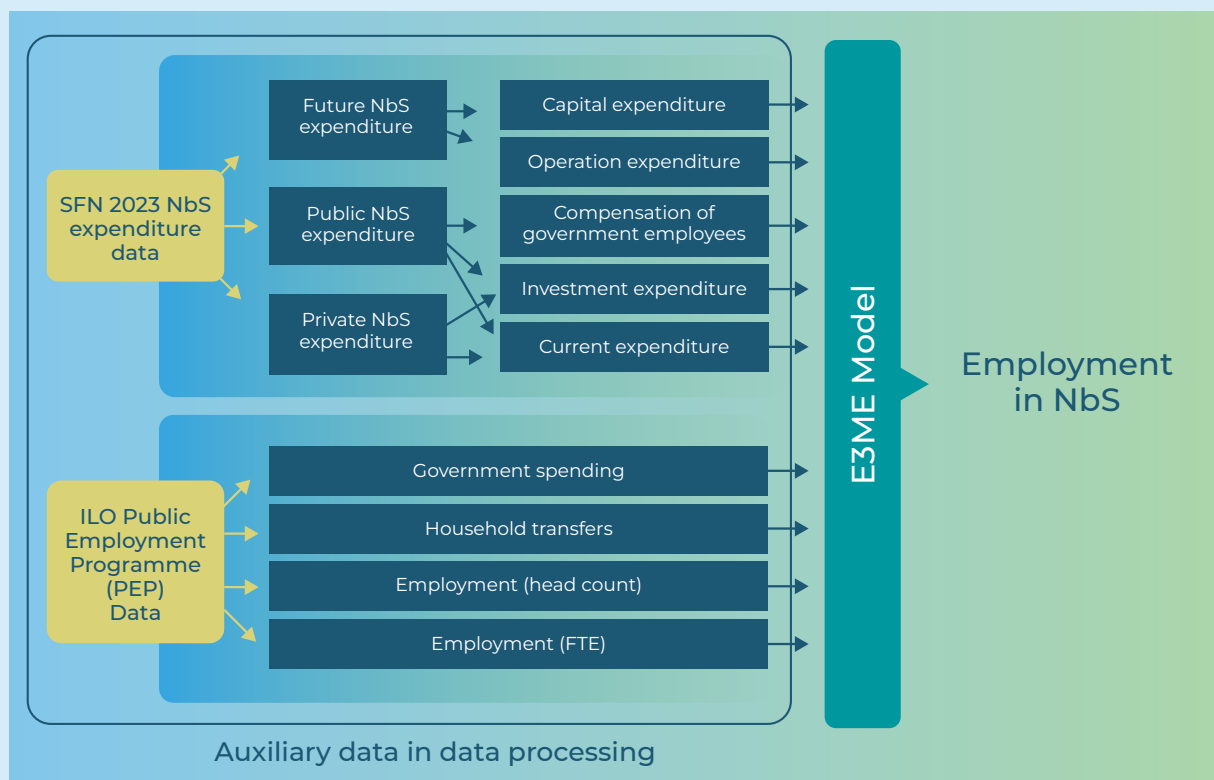 SFN 2023 NbS
expenditure
data
Future NbS
expenditure
Public NbS
expenditure
Private NbS
expenditure
Capital expenditure
Operation expenditure
Compensation of
government employees
Investment expenditure
Current expenditure
ILO Public
Employment
Programme
(PEP)
Data
Government spending
Household transfers
Employment (head count)
Employment (FTE)
E3ME Model
Employment
in NbS
Auxiliary data in data processing